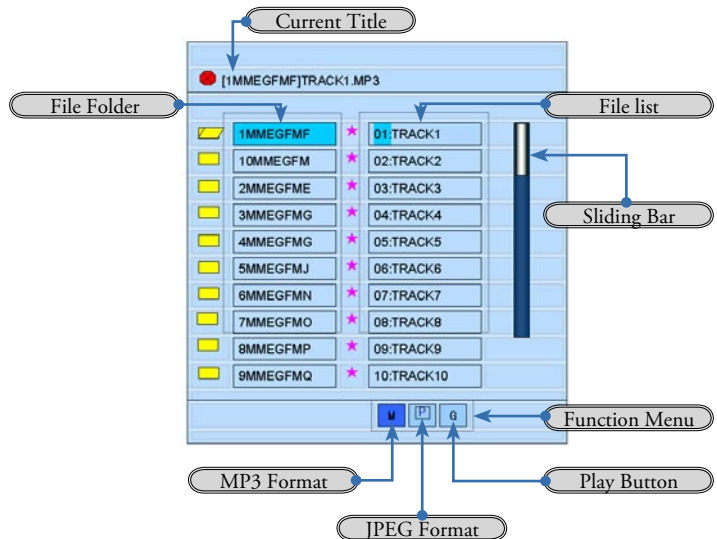 Current Title
[1MMEGFMF]TRACK1.MP3
File Folder
File list
1MMEGFMF
01:TRACK1
10MMEGFM
02:TRACK2
2MMEGFME
03:TRACK3
3MMEGFMG
04:TRACK4
Sliding Bar
4MMEGFMG
05:TRACK5
5MMEGFMJ
06:TRACK6
6MMEGFMN
07:TRACK7
7MMEGFMO
08:TRACK8
8MMEGFMP
09:TRACK9
9MMEGFMQ
10:TRACK10
M P G
Function Menu
MP3 Format
Play Button
JPEG Format